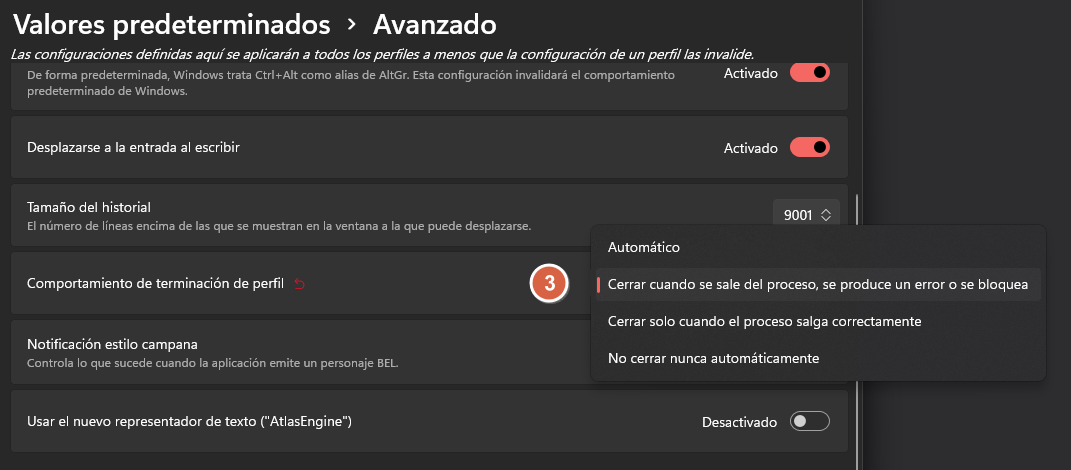 Valores predeterminados > Avanzado
Las configuraciones definidas aquí se aplicarán a todos los perfiles a menos que la configuración de un perfil las invalide.
De forma predeterminada, Windows trata Ctrl+Alt como alias de AltGr. Esta configuración invalidará el comportamiento
predeterminado de Windows.
Activado
Desplazarse a la entrada al escribir
Activado
Tamaño del historial
El número de líneas encima de las que se muestran en la ventana a la que puede desplazarse.
9001
Automático
Comportamiento de terminación de perfil
3
Cerrar cuando se sale del proceso, se produce un error o se bloquea
Cerrar solo cuando el proceso salga correctamente
No cerrar nunca automáticamente
Notificación estilo campana
Controla lo que sucede cuando la aplicación emite un personaje BEL.
Usar el nuevo representador de texto ("AtlasEngine")
Desactivado